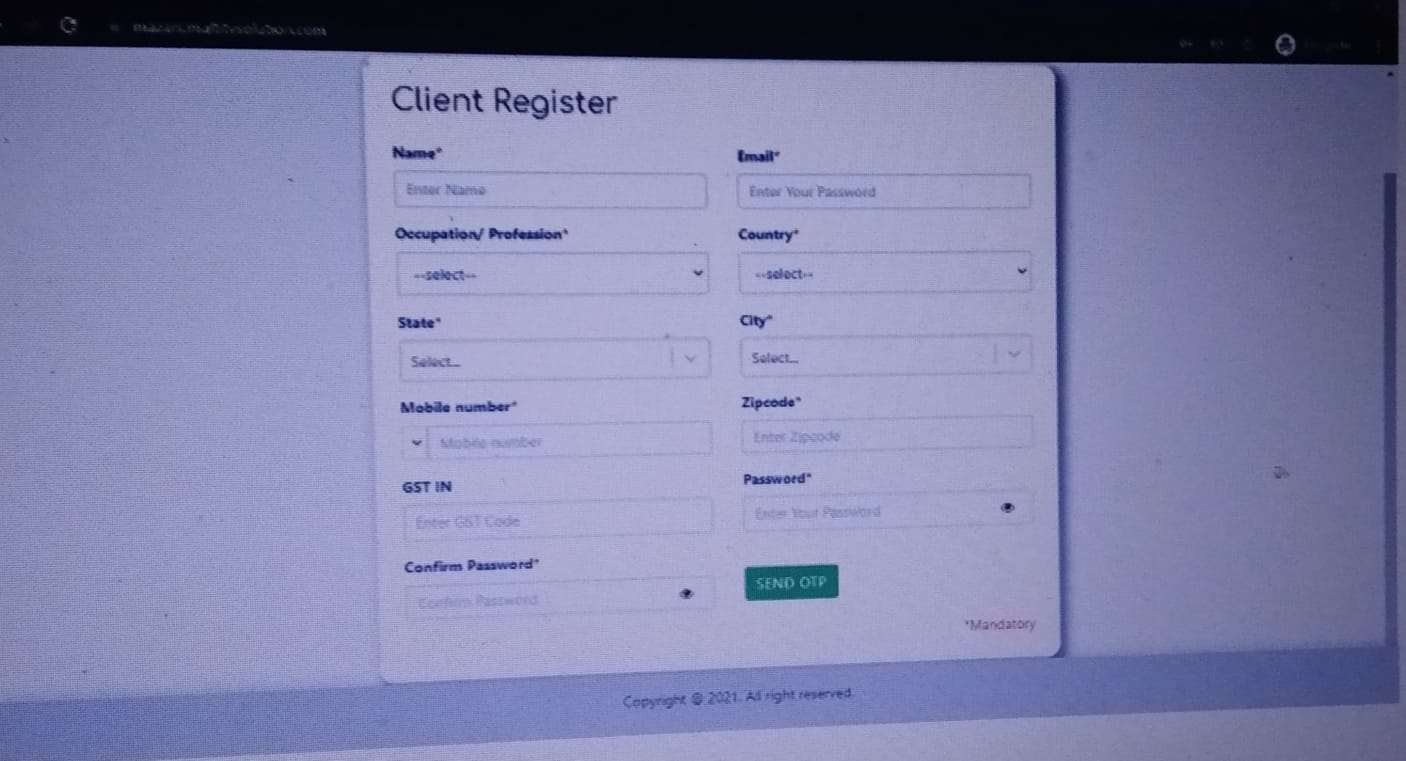 Client Register
Name* Email*
Enter Name Enter Your Password
Occupation/ Profession* Country*
--select-- --select--
State* City*
Select... Select...
Mobile number* Zipcode*
Mobile number Enter Zipcode
GST IN Password*
Enter GST Code Enter Your Password
Confirm Password*
Confirm Password SEND OTP
*Mandatory
Copyright @ 2021. All right reserved.